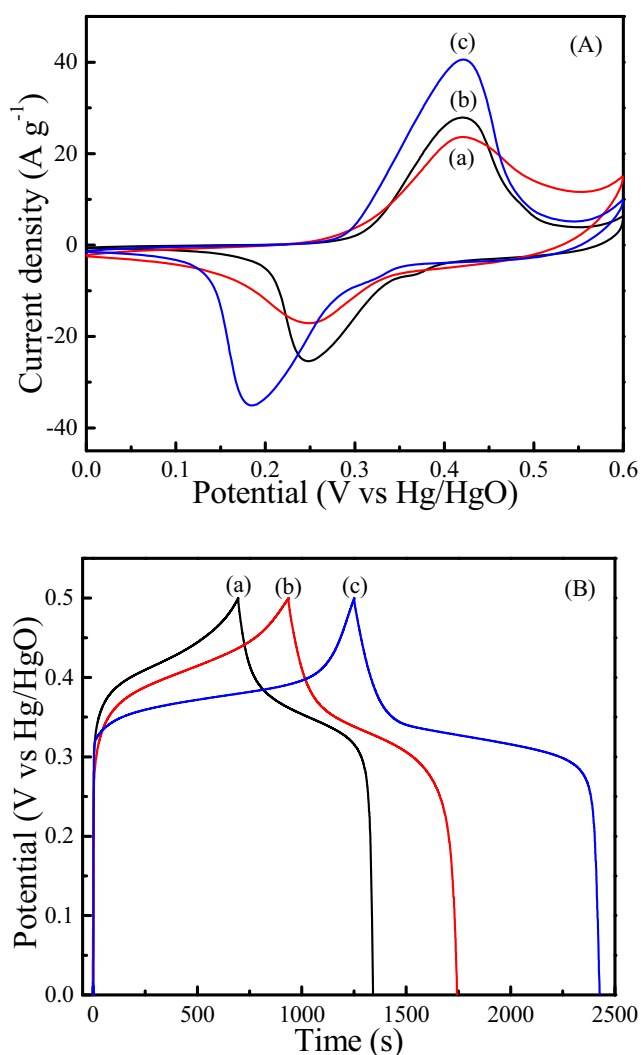 (c)
(A)
(b)
(a)
40
20
0
-20
-40
Current density (A g⁻¹)
0.0 0.1 0.2 0.3 0.4 0.5 0.6
Potential (V vs Hg/HgO)
(a) (b) (c) (B)
0.5
0.4
0.3
0.2
0.1
0.0
Potential (V vs Hg/HgO)
0 500 1000 1500 2000 2500
Time (s)